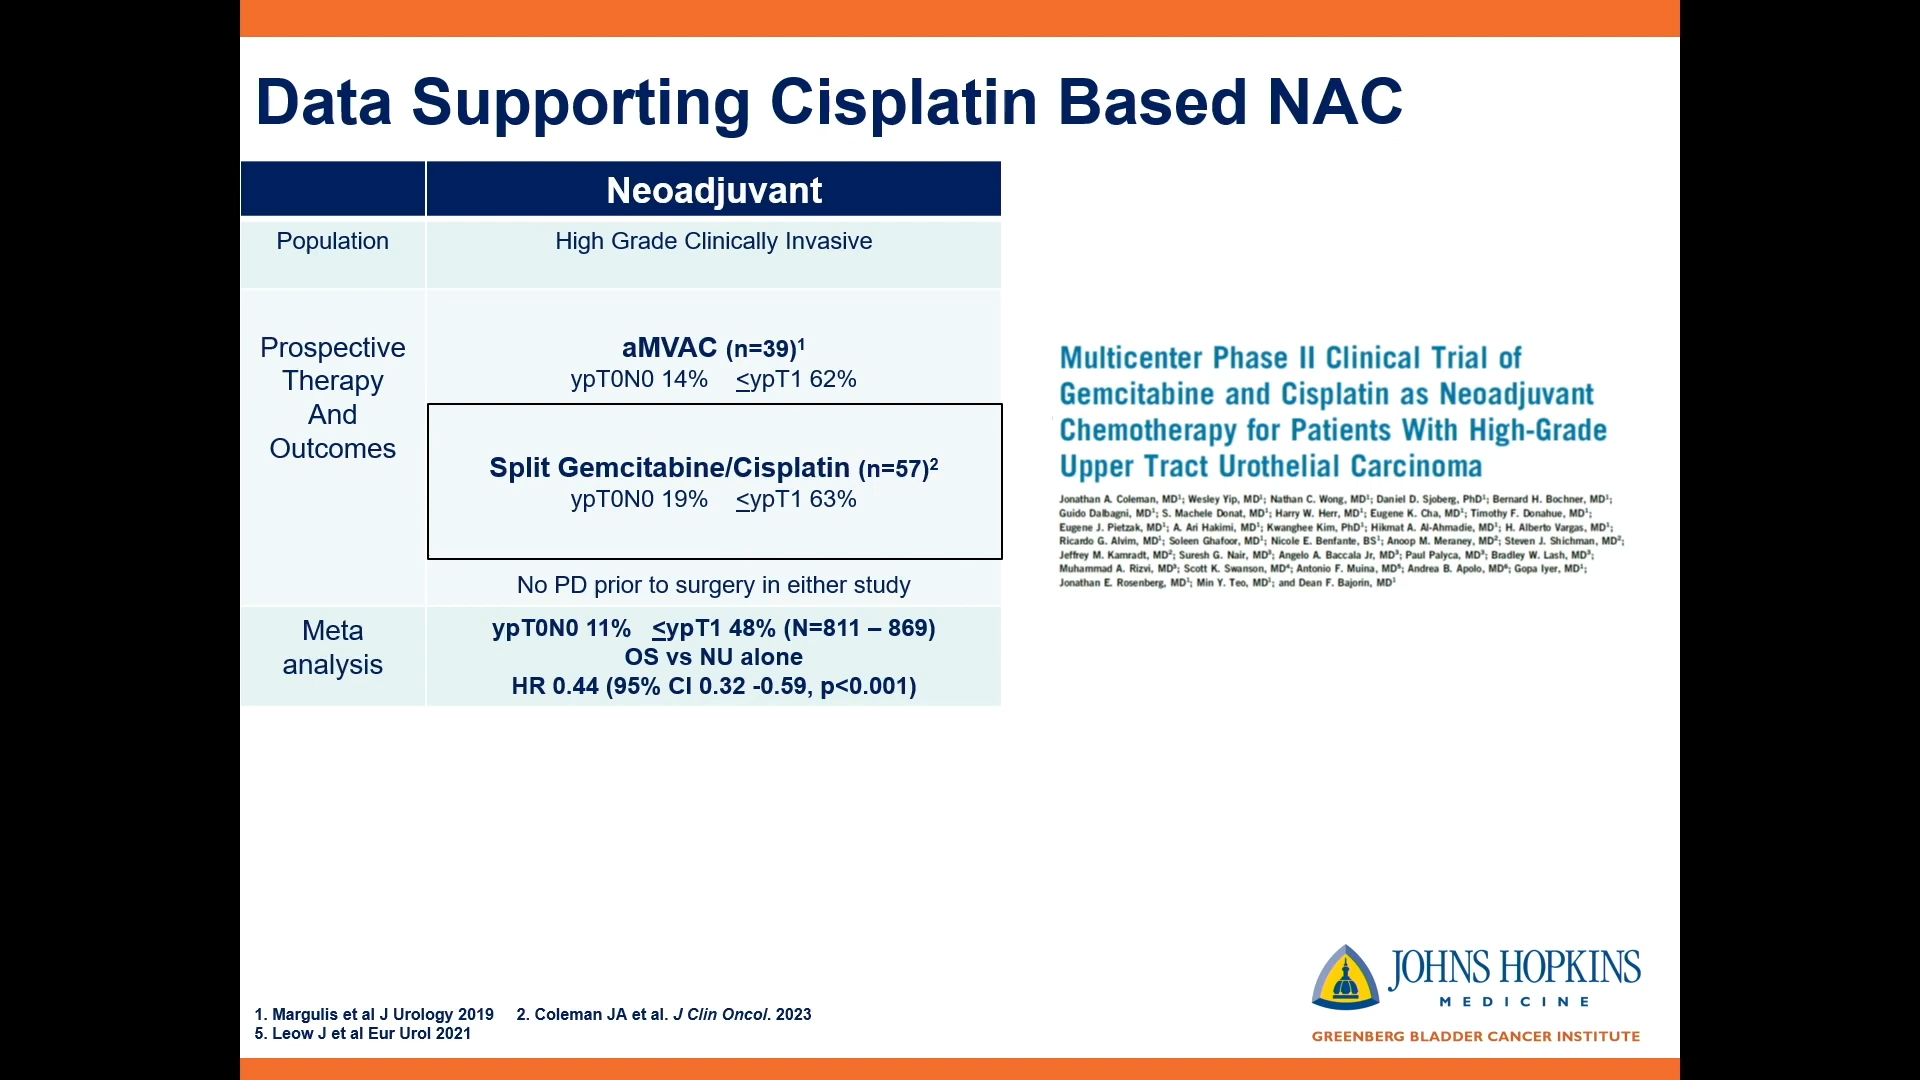 Data Supporting Cisplatin Based NAC
Neoadjuvant
Population
High Grade Clinically Invasive
Prospective
Therapy
And
Outcomes
aMVAC (n=39)¹
ypT0N0 14% ≤ypT1 62%
Split Gemcitabine/Cisplatin (n=57)²
ypT0N0 19% ≤ypT1 63%
No PD prior to surgery in either study
Meta
analysis
ypT0N0 11% ≤ypT1 48% (N=811 – 869)
OS vs NU alone
HR 0.44 (95% CI 0.32 -0.59, p<0.001)
Multicenter Phase II Clinical Trial of
Gemcitabine and Cisplatin as Neoadjuvant
Chemotherapy for Patients With High-Grade
Upper Tract Urothelial Carcinoma
Jonathan A. Coleman, MD¹; Wesley Yip, MD¹; Nathan C. Wong, MD¹; Daniel D. Sjoberg, PhD¹; Bernard H. Bochner, MD¹;
Guido Dalbagni, MD¹; S. Machele Donat, MD¹; Harry W. Herr, MD¹; Eugene K. Cha, MD¹; Timothy F. Donahue, MD¹;
Eugene J. Pietzak, MD¹; A. Ari Hakimi, MD¹; Kwanghee Kim, PhD¹; Hikmat A. Al-Ahmadie, MD¹; H. Alberto Vargas, MD¹;
Ricardo G. Alvim, MD¹; Soleen Ghafoor, MD¹; Nicole E. Benfante, BS¹; Anoop M. Meraney, MD²; Steven J. Shichman, MD²;
Jeffrey M. Kamradt, MD²; Suresh G. Nair, MD³; Angelo A. Baccala Jr, MD³; Paul Palyca, MD³; Bradley W. Lash, MD³;
Muhammad A. Rizvi, MD³; Scott K. Swanson, MD⁴; Antonio F. Muina, MD⁵; Andrea B. Apolo, MD⁶; Gopa Iyer, MD¹;
Jonathan E. Rosenberg, MD¹; Min Y. Teo, MD¹; and Dean F. Bajorin, MD¹
1. Margulis et al J Urology 2019 2. Coleman JA et al. J Clin Oncol. 2023
5. Leow J et al Eur Urol 2021
JOHNS HOPKINS
MEDICINE
GREENBERG BLADDER CANCER INSTITUTE